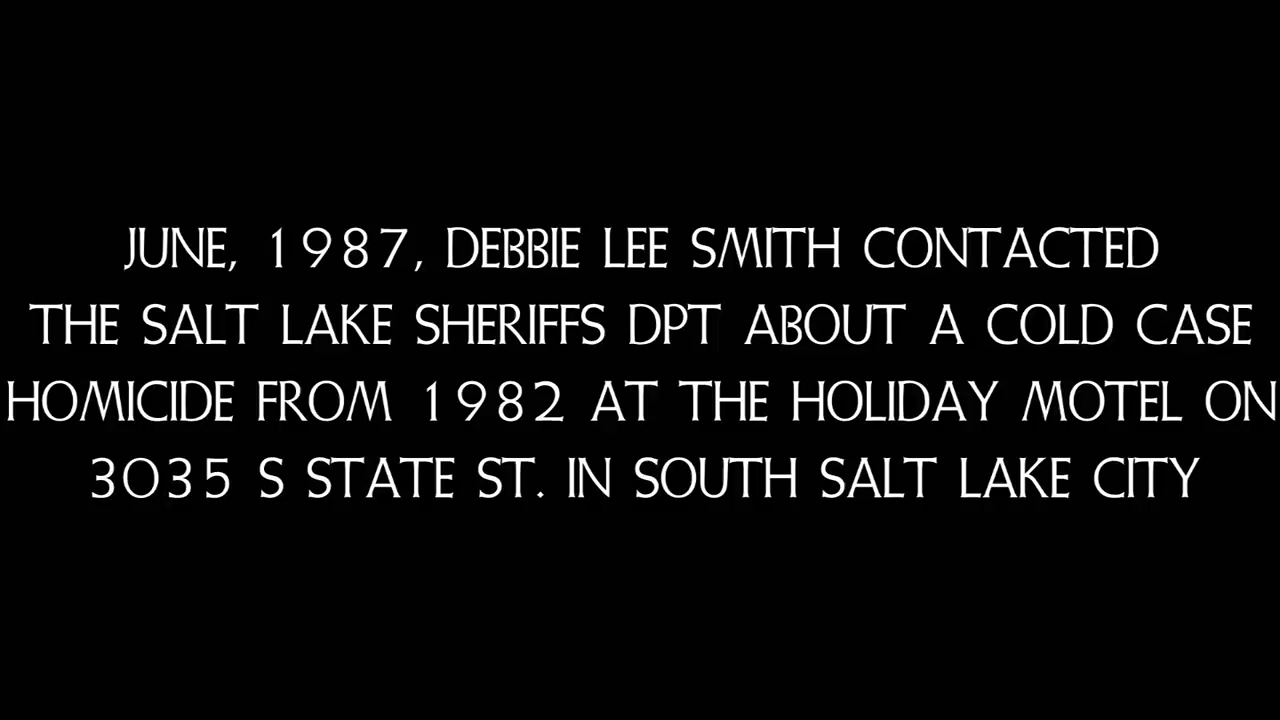 JUNE, 1987, DEBBIE LEE SMITH CONTACTED
THE SALT LAKE SHERIFFS DPT ABOUT A COLD CASE
HOMICIDE FROM 1982 AT THE HOLIDAY MOTEL ON
3035 S STATE ST. IN SOUTH SALT LAKE CITY